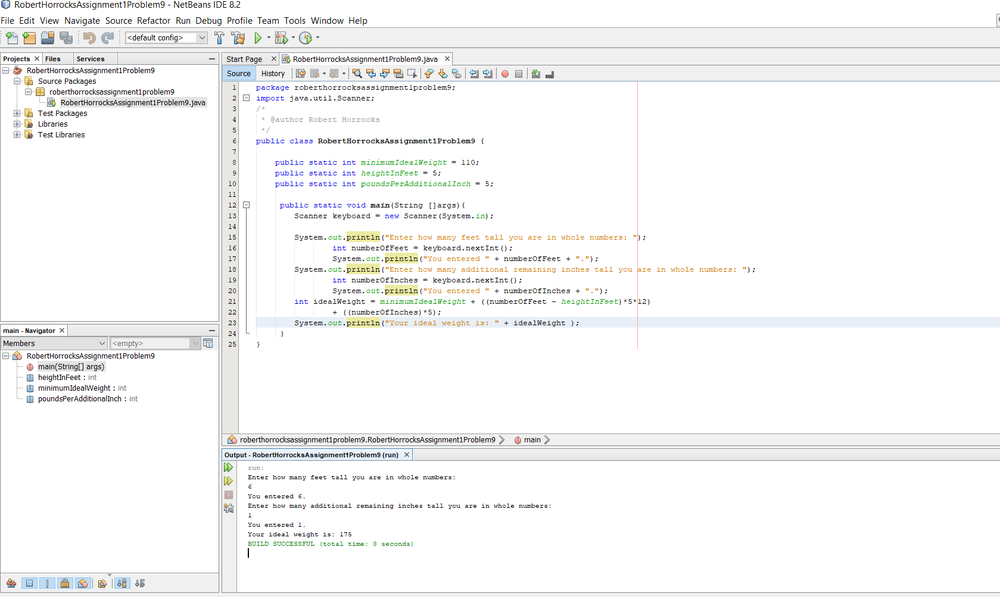 RobertHorrocksAssignment1Problem9 - NetBeans IDE 8.2
File Edit View Navigate Source Refactor Run Debug Profile Team Tools Window Help
<default config>
Projects Files Services
RobertHorrocksAssignment1Problem9
Source Packages
roberthorrocksassignment1problem9
RobertHorrocksAssignment1Problem9.java
Test Packages
Libraries
Test Libraries
main - Navigator
Members <empty>
RobertHorrocksAssignment1Problem9
main(String[] args)
heightInFeet : int
minimumIdealWeight : int
poundsPerAdditionalInch : int
Start Page RobertHorrocksAssignment1Problem9.java
Source History
1 package roberthorrocksassignment1problem9;
2 import java.util.Scanner;
3 /*
4 * @author Robert Horrocks
5 */
6 public class RobertHorrocksAssignment1Problem9 {
7
8 public static int minimumIdealWeight = 110;
9 public static int heightInFeet = 5;
10 public static int poundsPerAdditionalInch = 5;
11
12 public static void main(String []args){
13 Scanner keyboard = new Scanner(System.in);
14
15 System.out.println("Enter how many feet tall you are in whole numbers: ");
16 int numberOfFeet = keyboard.nextInt();
17 System.out.println("You entered " + numberOfFeet + ".");
18 System.out.println("Enter how many additional remaining inches tall you are in whole numbers: ");
19 int numberOfInches = keyboard.nextInt();
20 System.out.println("You entered " + numberOfInches + ".");
21 int idealWeight = minimumIdealWeight + ((numberOfFeet - heightInFeet)*5*12)
22 + ((numberOfInches)*5);
23 System.out.println("Your ideal weight is: " + idealWeight );
24 }
25 }
roberthorrocksassignment1problem9.RobertHorrocksAssignment1Problem9 main
Output - RobertHorrocksAssignment1Problem9 (run)
run:
Enter how many feet tall you are in whole numbers:
6
You entered 6.
Enter how many additional remaining inches tall you are in whole numbers:
1
You entered 1.
Your ideal weight is: 175
BUILD SUCCESSFUL (total time: 8 seconds)